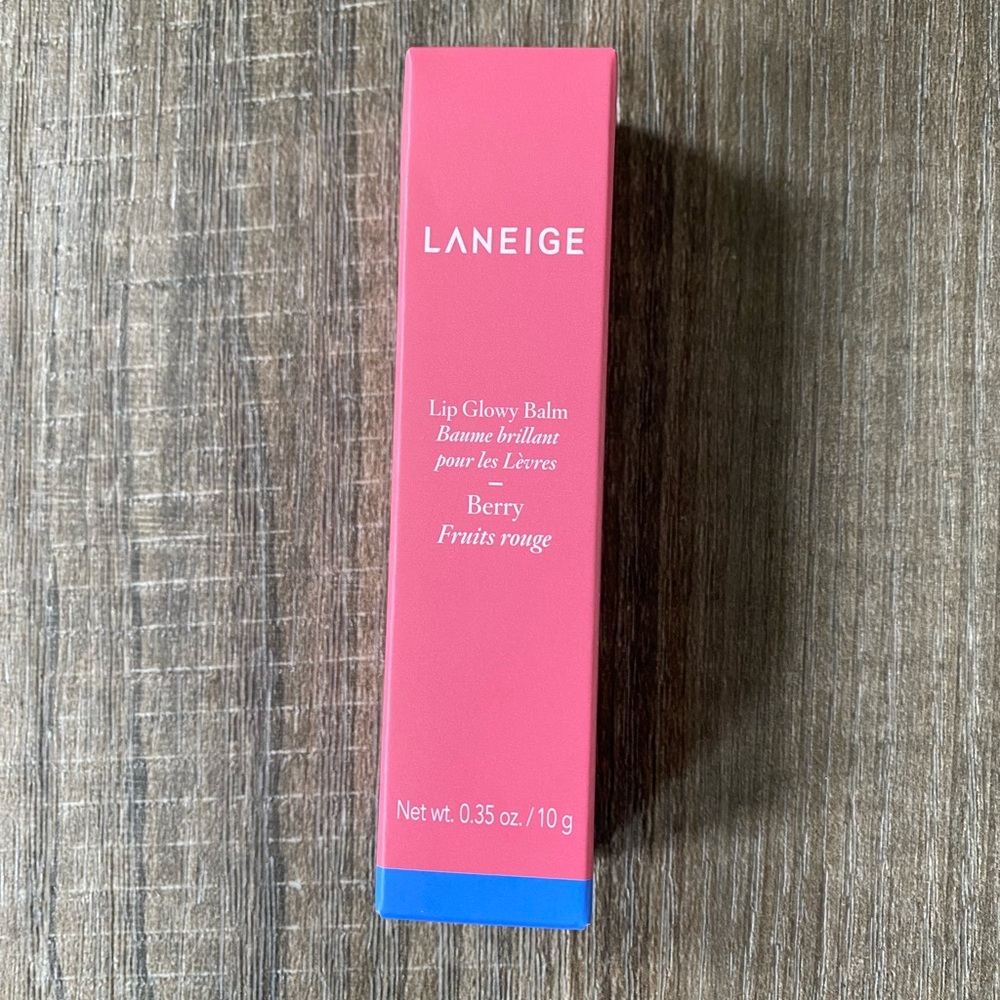 LANEIGE
Lip Glowy Balm
Baume brillant
pour les Lèvres
Berry
Fruits rouge
Net wt. 0.35 oz. / 10 g